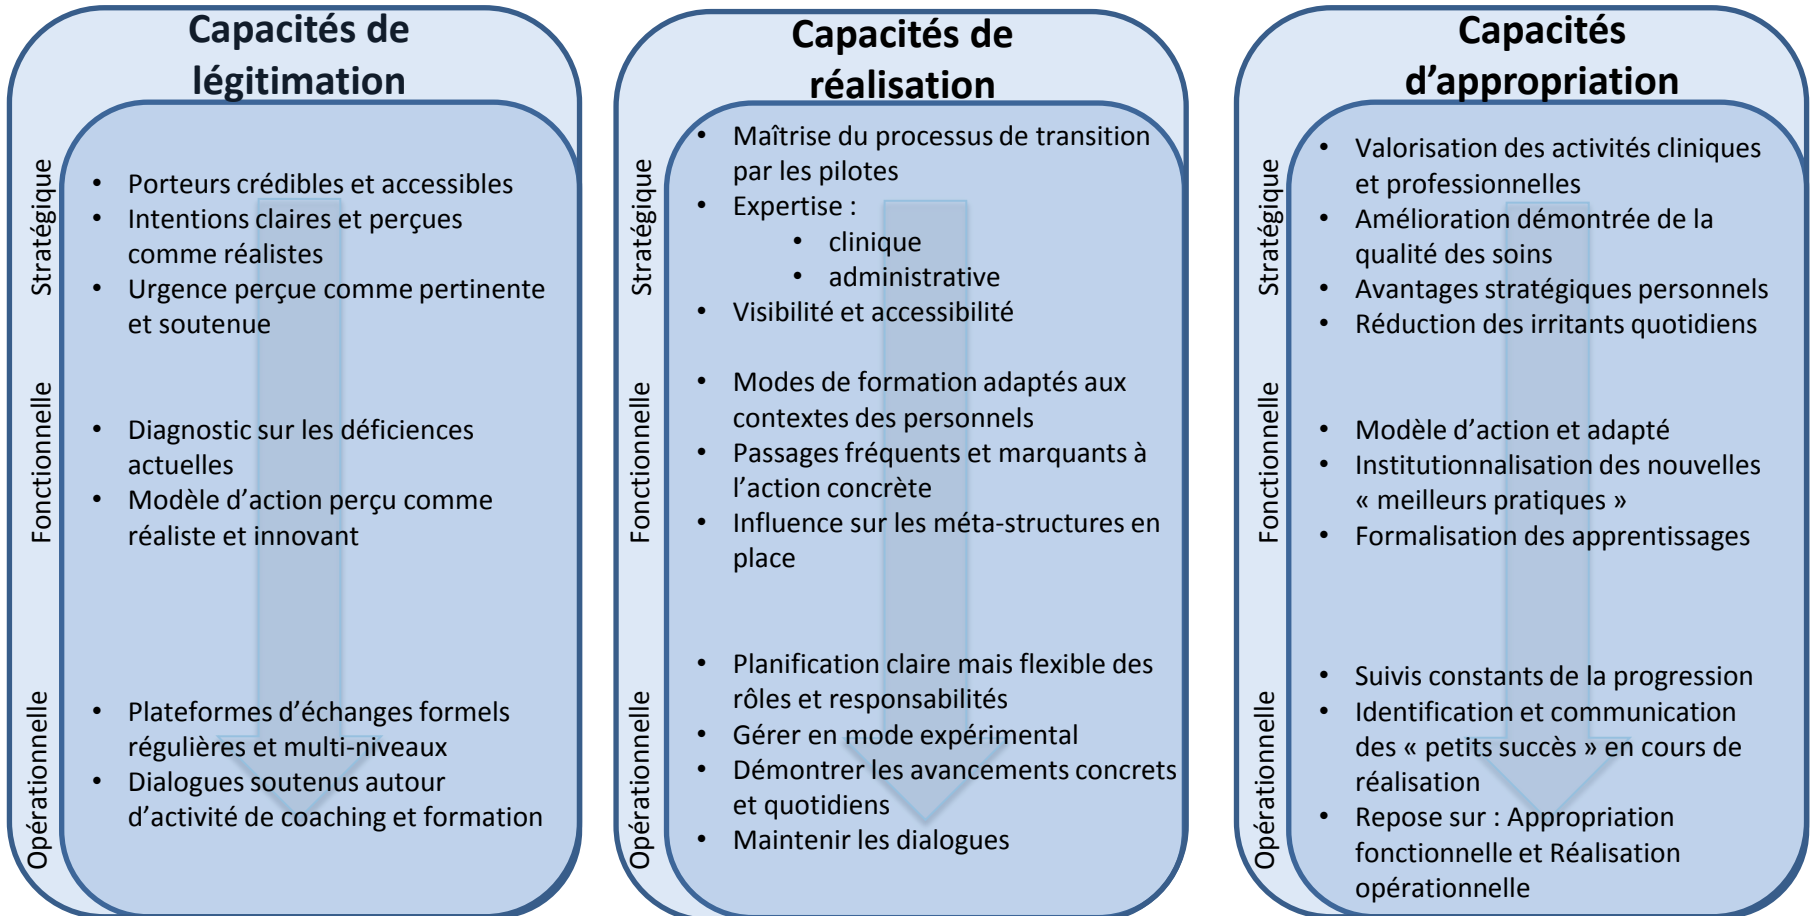 Capacités de
légitimation
Stratégique
• Porteurs crédibles et accessibles
• Intentions claires et perçues
comme réalistes
• Urgence perçue comme pertinente
et soutenue
Fonctionnelle
• Diagnostic sur les déficiences
actuelles
• Modèle d’action perçu comme
réaliste et innovant
Opérationnelle
• Plateformes d’échanges formels
régulières et multi-niveaux
• Dialogues soutenus autour
d’activité de coaching et formation
Capacités de
réalisation
Stratégique
• Maîtrise du processus de transition
par les pilotes
• Expertise :
• clinique
• administrative
• Visibilité et accessibilité
Fonctionnelle
• Modes de formation adaptés aux
contextes des personnels
• Passages fréquents et marquants à
l’action concrète
• Influence sur les méta-structures en
place
Opérationnelle
• Planification claire mais flexible des
rôles et responsabilités
• Gérer en mode expérimental
• Démontrer les avancements concrets
et quotidiens
• Maintenir les dialogues
Capacités
d’appropriation
Stratégique
• Valorisation des activités cliniques
et professionnelles
• Amélioration démontrée de la
qualité des soins
• Avantages stratégiques personnels
• Réduction des irritants quotidiens
Fonctionnelle
• Modèle d’action et adapté
• Institutionnalisation des nouvelles
« meilleurs pratiques »
• Formalisation des apprentissages
Opérationnelle
• Suivis constants de la progression
• Identification et communication
des « petits succès » en cours de
réalisation
• Repose sur : Appropriation
fonctionnelle et Réalisation
opérationnelle